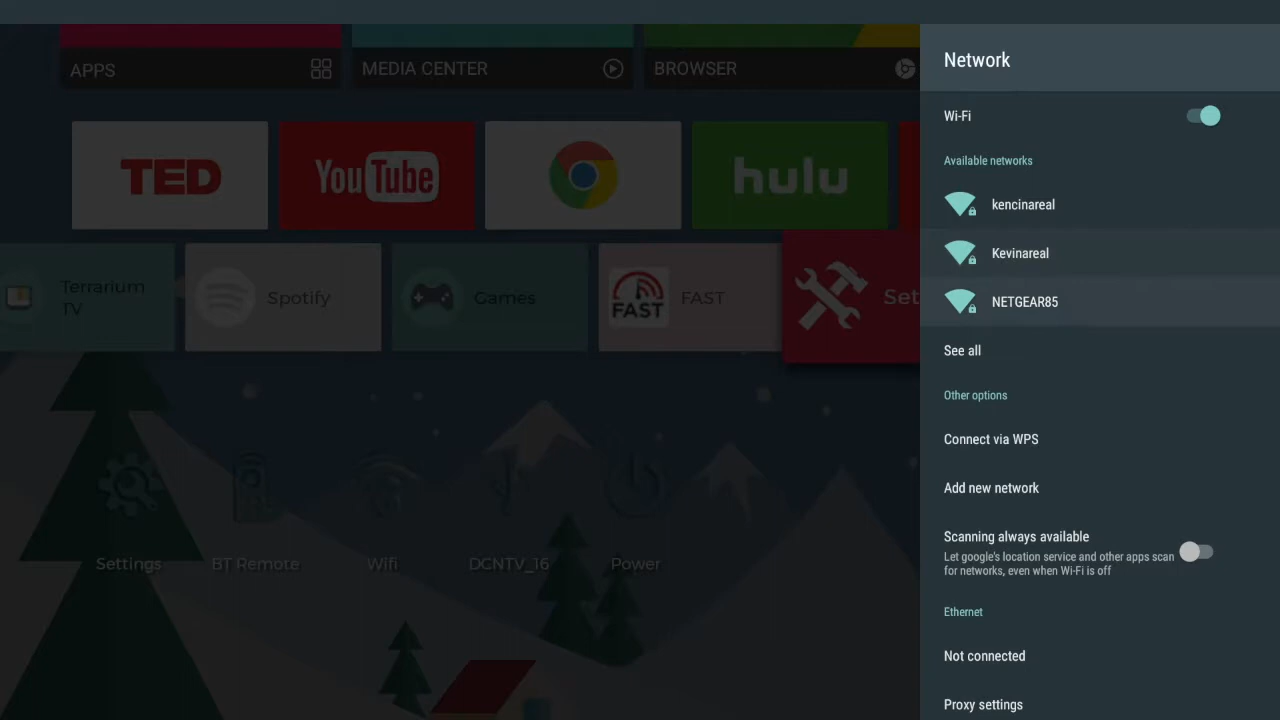 APPS
MEDIA CENTER
BROWSER
TED
YouTube
hulu
Terrarium
TV
Spotify
Games
FAST
FAST
Set
Settings
BT Remote
Wifi
DCNTV_16
Power
Network
Wi-Fi
Available networks
kencinareal
Kevinareal
NETGEAR85
See all
Other options
Connect via WPS
Add new network
Scanning always available
Let google's location service and other apps scan
for networks, even when Wi-Fi is off
Ethernet
Not connected
Proxy settings